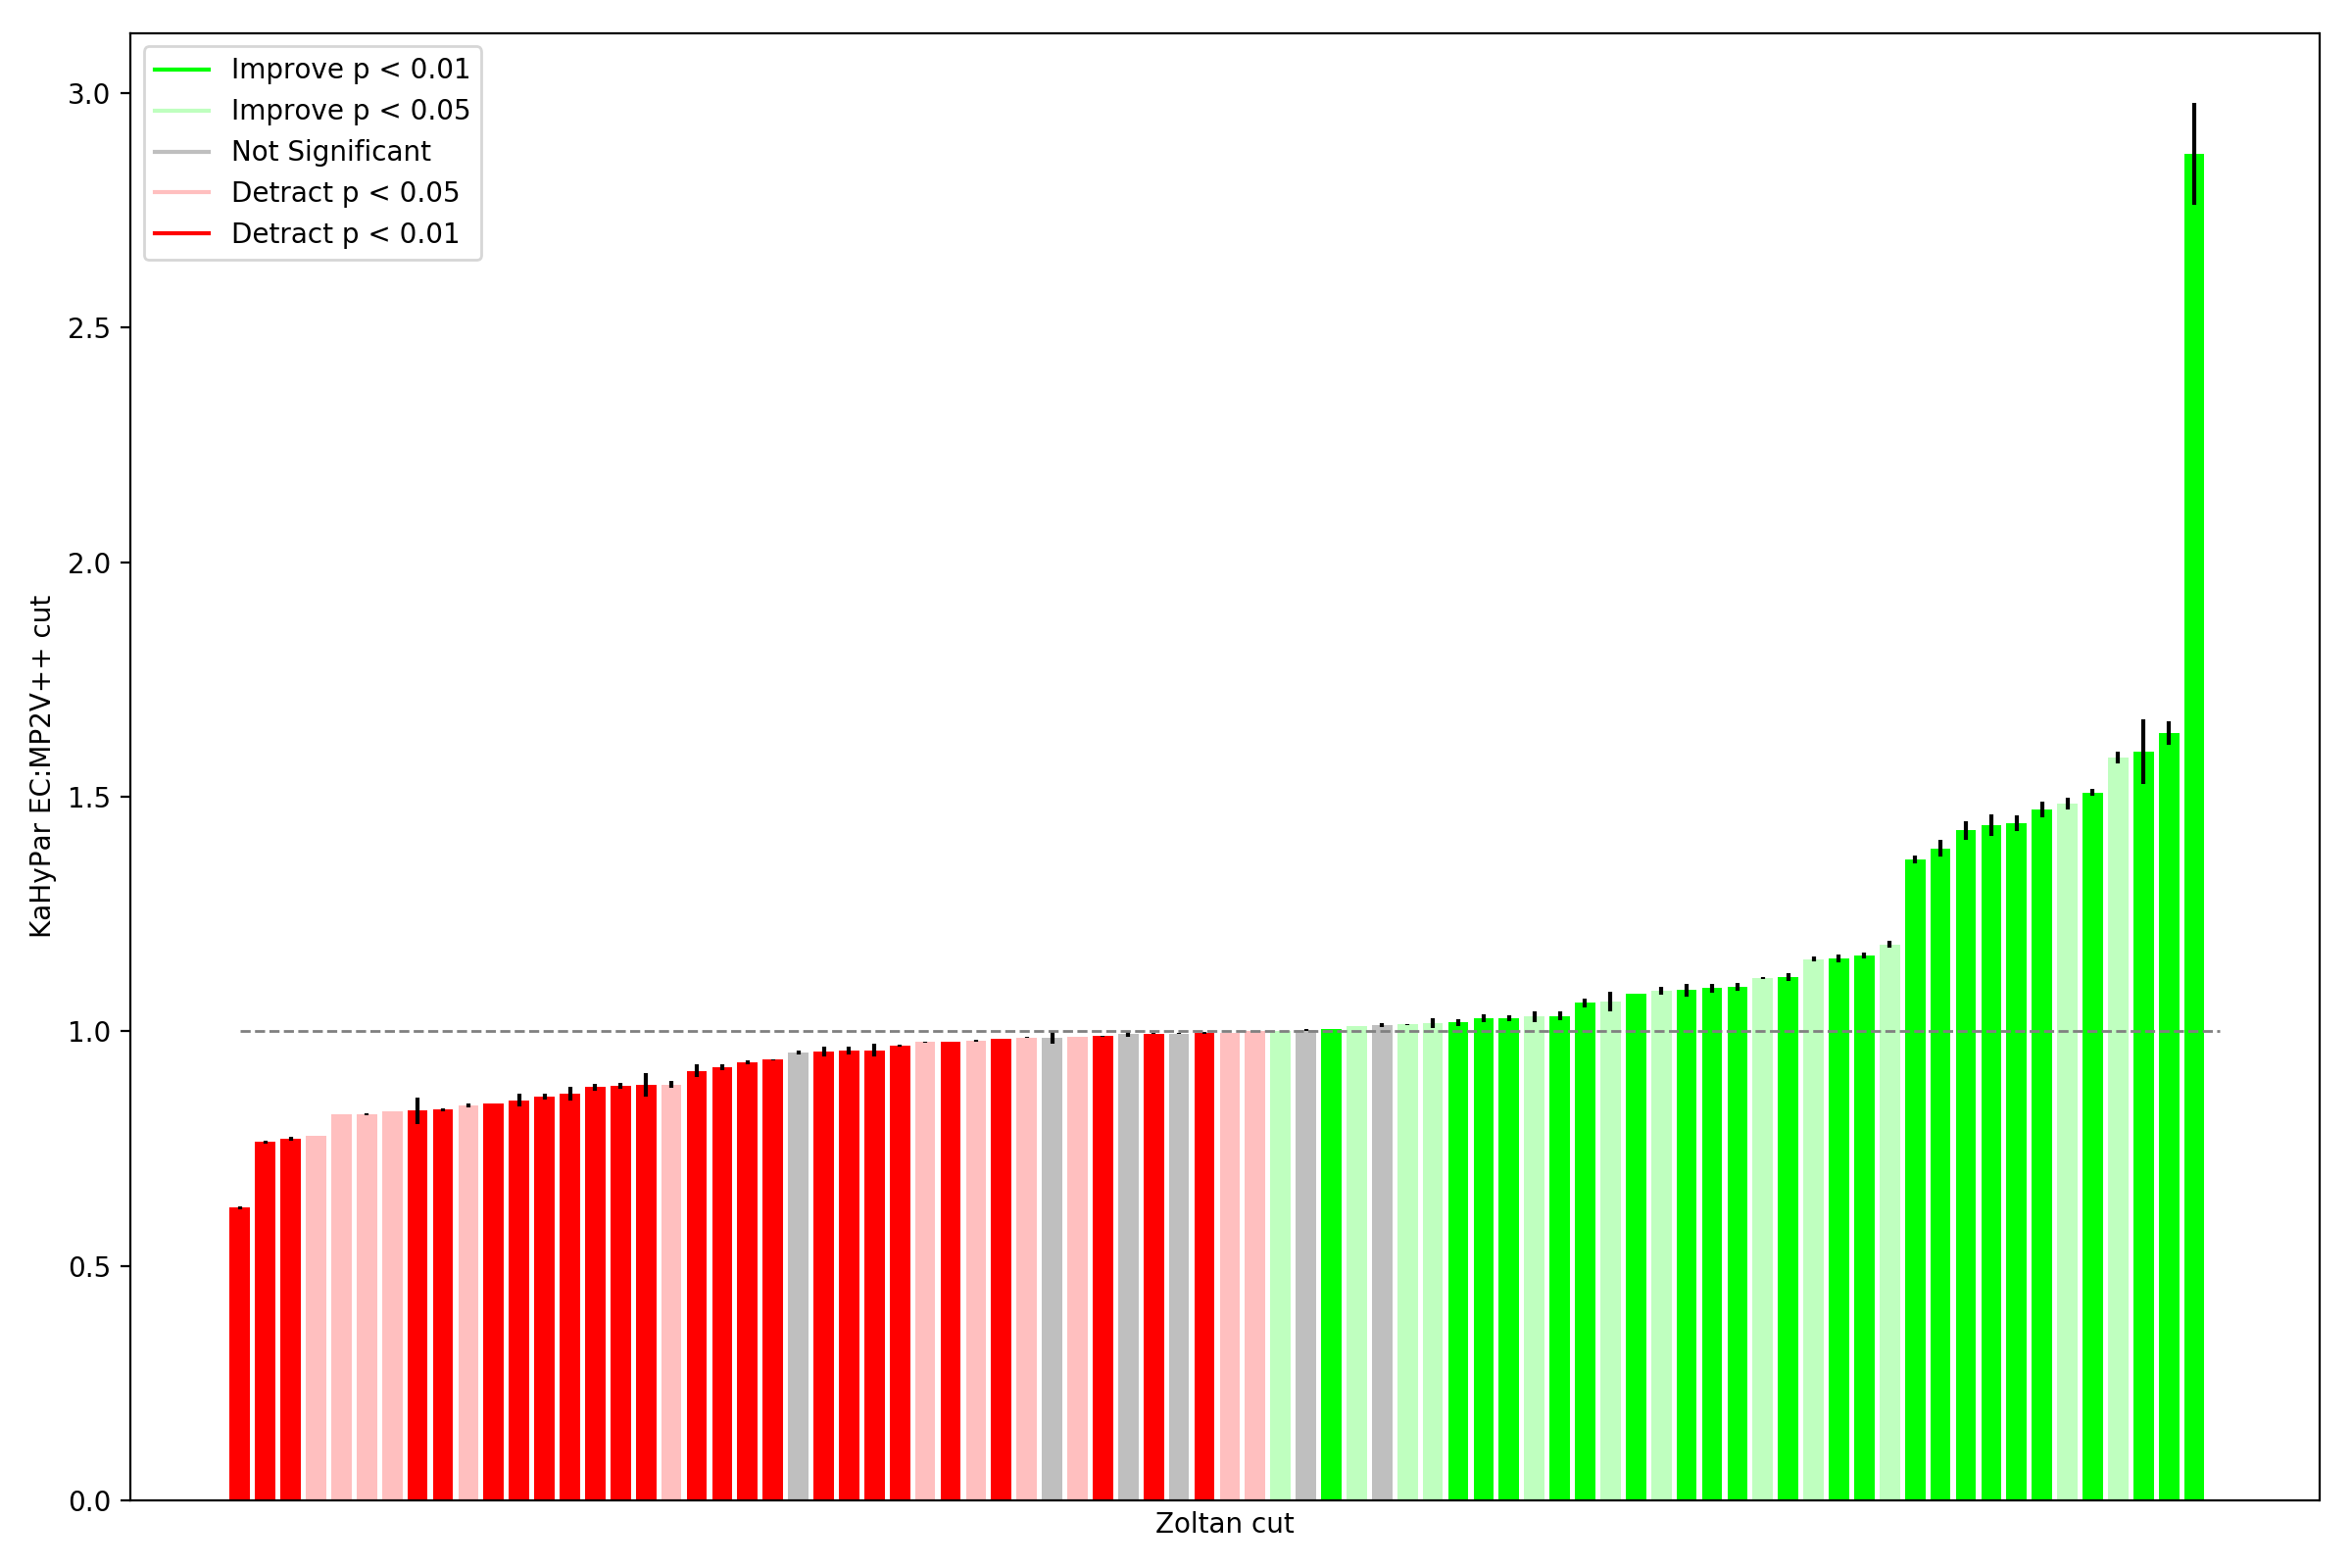 Improve p < 0.01
Improve p < 0.05
Not Significant
Detract p < 0.05
Detract p < 0.01
3.0
2.5
2.0
1.5
1.0
0.5
0.0
KaHyPar EC:MP2V++ cut
Zoltan cut